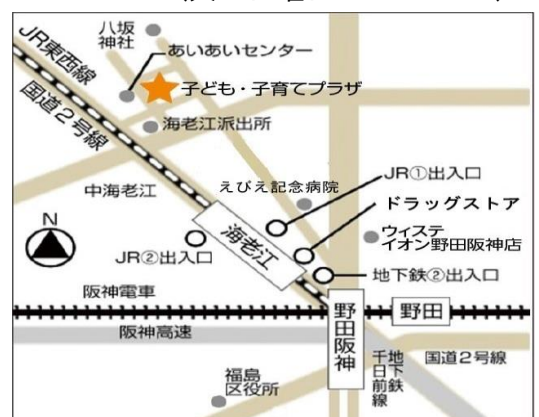 八坂
神社
あいあいセンター
JR東西線
国道2号線
子ども・子育てプラザ
海老江派出所
中海老江
えびえ記念病院
JR①出入口
ドラッグストア
ウィステ
イオン野田阪神店
N
海老江
JR②出入口
地下鉄②出入口
阪神電車
野田
阪神
野田
阪神高速
福島
区役所
地下鉄
千日前線
国道2号線